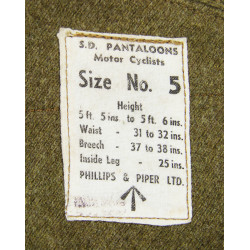 S.D. PANTALOONS
Motor Cyclists
Size No. 5
Height
5 ft. 5 ins to 5 ft. 6 ins.
Waist - 31 to 32 ins.
Breech - 37 to 38 ins.
Inside Leg - 25 ins.
PHILLIPS & PIPER LTD.